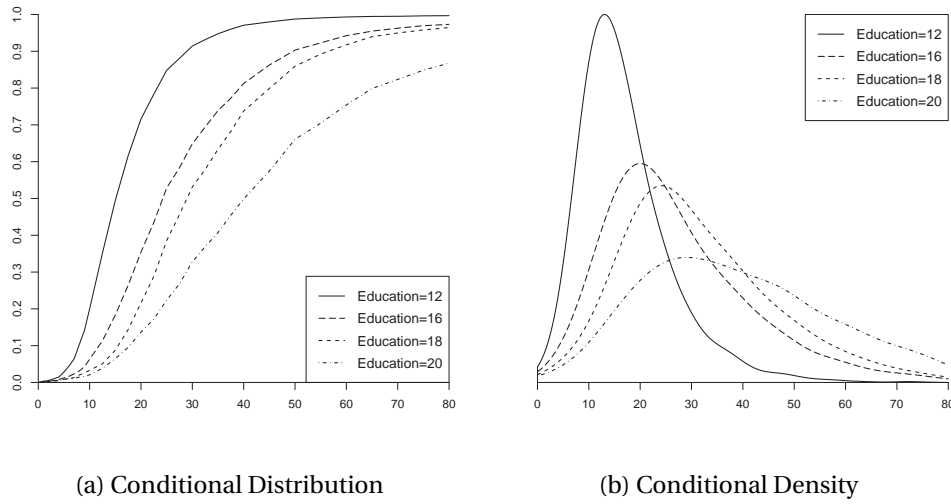 1.0
0.9
0.8
0.7
0.6
0.5
0.4
0.3
0.2
0.1
0.0
0 10 20 30 40 50 60 70 80
Education=12
Education=16
Education=18
Education=20
(a) Conditional Distribution
Education=12
Education=16
Education=18
Education=20
0 10 20 30 40 50 60 70 80
(b) Conditional Density